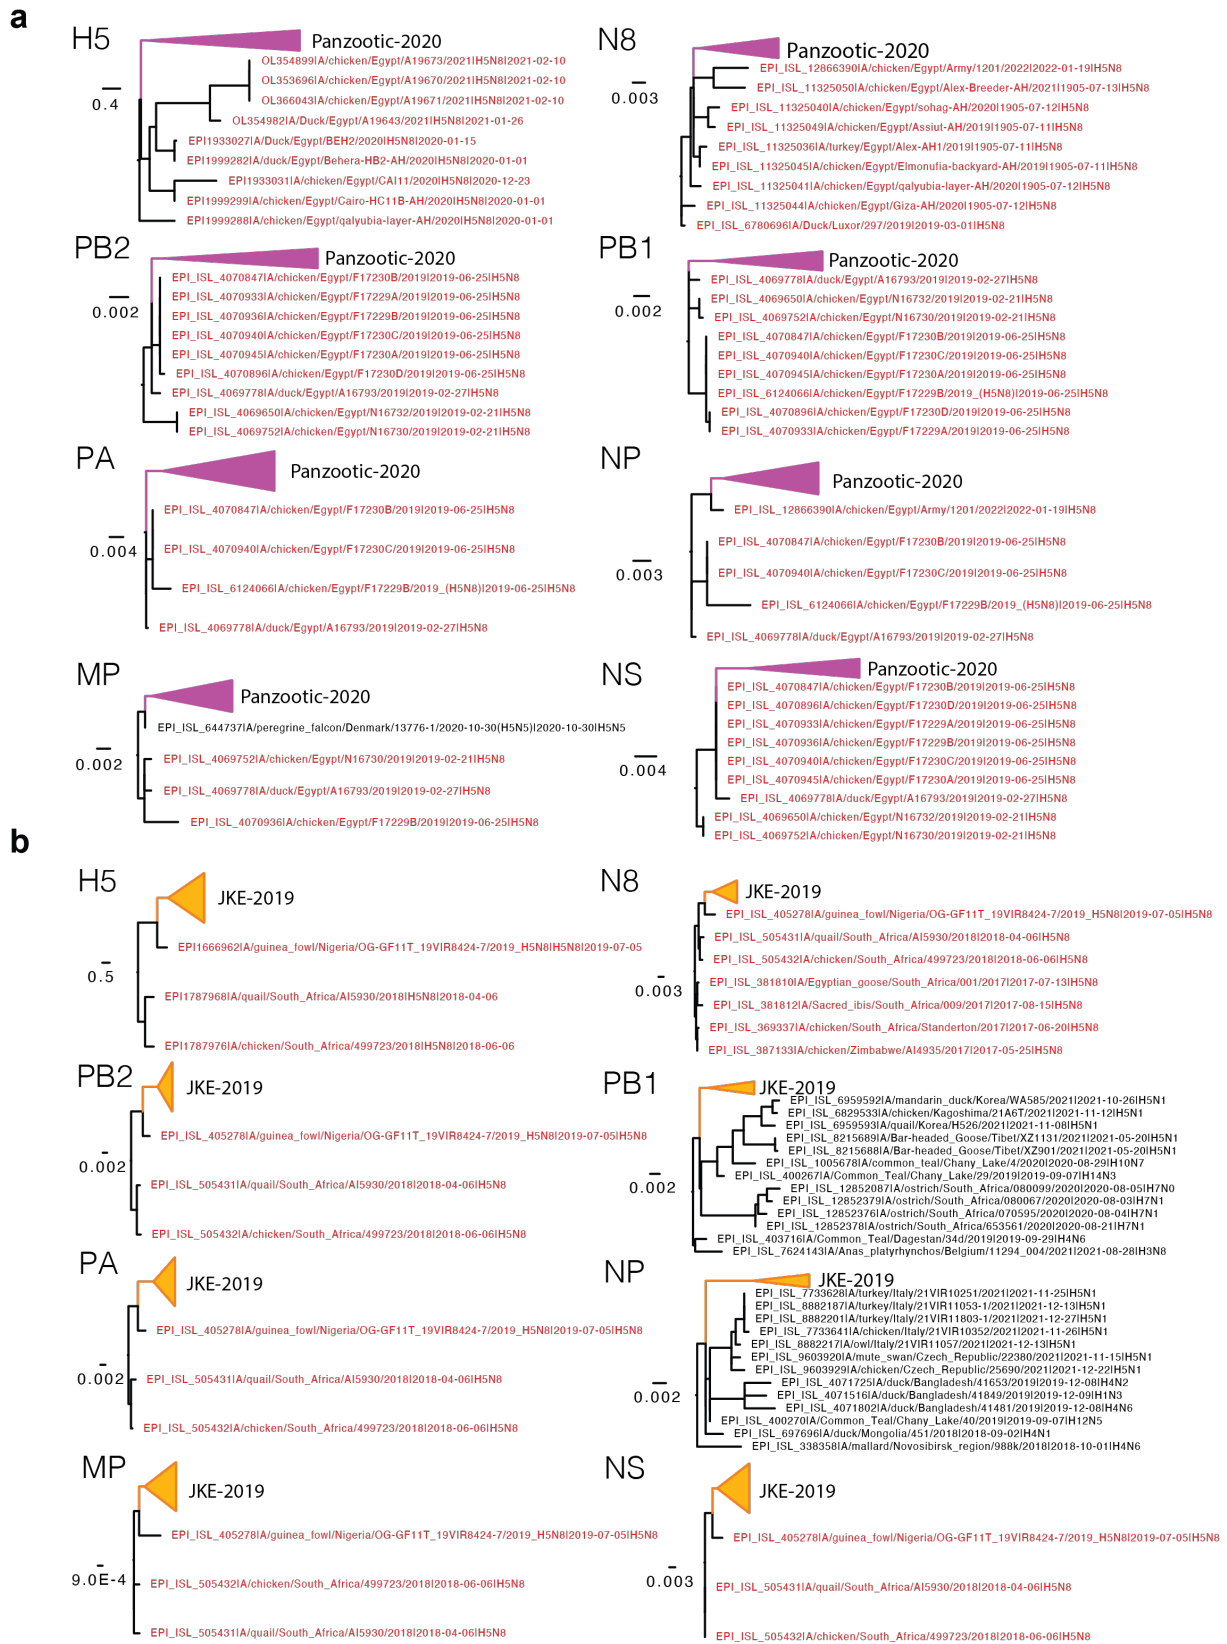 a
H5
Panzootic-2020
OL354899|A/chicken/Egypt/A19673/2021|H5N8|2021-02-10
OL353696|A/chicken/Egypt/A19670/2021|H5N8|2021-02-10
OL366043|A/chicken/Egypt/A19671/2021|H5N8|2021-02-10
OL354982|A/Duck/Egypt/A19643/2021|H5N8|2021-01-26
EPI1933027|A/Duck/Egypt/BEH2/2020|H5N8|2020-01-15
EPI1999282|A/duck/Egypt/Behera-HB2-AH/2020|H5N8|2020-01-01
EPI1933031|A/chicken/Egypt/CAI11/2020|H5N8|2020-12-23
EPI1999299|A/chicken/Egypt/Cairo-HC11B-AH/2020|H5N8|2020-01-01
EPI1999288|A/chicken/Egypt/qalyubia-layer-AH/2020|H5N8|2020-01-01
0.4
N8
Panzootic-2020
EPI_ISL_12866390|A/chicken/Egypt/Army/1201/2022|2022-01-19|H5N8
EPI_ISL_11325050|A/chicken/Egypt/Alex-Breeder-AH/2021|1905-07-13|H5N8
EPI_ISL_11325040|A/chicken/Egypt/sohag-AH/2020|1905-07-12|H5N8
EPI_ISL_11325049|A/chicken/Egypt/Assiut-AH/2019|1905-07-11|H5N8
EPI_ISL_11325036|A/turkey/Egypt/Alex-AH1/2019|1905-07-11|H5N8
EPI_ISL_11325045|A/chicken/Egypt/Elmonufia-backyard-AH/2019|1905-07-11|H5N8
EPI_ISL_11325041|A/chicken/Egypt/qalyubia-layer-AH/2020|1905-07-12|H5N8
EPI_ISL_11325044|A/chicken/Egypt/Giza-AH/2020|1905-07-12|H5N8
EPI_ISL_6780696|A/Duck/Luxor/297/2019|2019-03-01|H5N8
0.003
PB2
Panzootic-2020
EPI_ISL_4070847|A/chicken/Egypt/F17230B/2019|2019-06-25|H5N8
EPI_ISL_4070933|A/chicken/Egypt/F17229A/2019|2019-06-25|H5N8
EPI_ISL_4070936|A/chicken/Egypt/F17229B/2019|2019-06-25|H5N8
EPI_ISL_4070940|A/chicken/Egypt/F17230C/2019|2019-06-25|H5N8
EPI_ISL_4070945|A/chicken/Egypt/F17230A/2019|2019-06-25|H5N8
EPI_ISL_4070896|A/chicken/Egypt/F17230D/2019|2019-06-25|H5N8
EPI_ISL_4069778|A/duck/Egypt/A16793/2019|2019-02-27|H5N8
EPI_ISL_4069650|A/chicken/Egypt/N16732/2019|2019-02-21|H5N8
EPI_ISL_4069752|A/chicken/Egypt/N16730/2019|2019-02-21|H5N8
0.002
PB1
Panzootic-2020
EPI_ISL_4069778|A/duck/Egypt/A16793/2019|2019-02-27|H5N8
EPI_ISL_4069650|A/chicken/Egypt/N16732/2019|2019-02-21|H5N8
EPI_ISL_4069752|A/chicken/Egypt/N16730/2019|2019-02-21|H5N8
EPI_ISL_4070847|A/chicken/Egypt/F17230B/2019|2019-06-25|H5N8
EPI_ISL_4070940|A/chicken/Egypt/F17230C/2019|2019-06-25|H5N8
EPI_ISL_4070945|A/chicken/Egypt/F17230A/2019|2019-06-25|H5N8
EPI_ISL_6124066|A/chicken/Egypt/F17229B/2019_(H5N8)|2019-06-25|H5N8
EPI_ISL_4070896|A/chicken/Egypt/F17230D/2019|2019-06-25|H5N8
EPI_ISL_4070933|A/chicken/Egypt/F17229A/2019|2019-06-25|H5N8
0.002
PA
Panzootic-2020
EPI_ISL_4070847|A/chicken/Egypt/F17230B/2019|2019-06-25|H5N8
EPI_ISL_4070940|A/chicken/Egypt/F17230C/2019|2019-06-25|H5N8
EPI_ISL_6124066|A/chicken/Egypt/F17229B/2019_(H5N8)|2019-06-25|H5N8
EPI_ISL_4069778|A/duck/Egypt/A16793/2019|2019-02-27|H5N8
0.004
NP
Panzootic-2020
EPI_ISL_12866390|A/chicken/Egypt/Army/1201/2022|2022-01-19|H5N8
EPI_ISL_4070847|A/chicken/Egypt/F17230B/2019|2019-06-25|H5N8
EPI_ISL_4070940|A/chicken/Egypt/F17230C/2019|2019-06-25|H5N8
EPI_ISL_6124066|A/chicken/Egypt/F17229B/2019_(H5N8)|2019-06-25|H5N8
EPI_ISL_4069778|A/duck/Egypt/A16793/2019|2019-02-27|H5N8
0.003
MP
Panzootic-2020
EPI_ISL_644737|A/peregrine_falcon/Denmark/13776-1/2020-10-30(H5N5)|2020-10-30|H5N5
EPI_ISL_4069752|A/chicken/Egypt/N16730/2019|2019-02-21|H5N8
EPI_ISL_4069778|A/duck/Egypt/A16793/2019|2019-02-27|H5N8
EPI_ISL_4070936|A/chicken/Egypt/F17229B/2019|2019-06-25|H5N8
0.002
NS
Panzootic-2020
EPI_ISL_4070847|A/chicken/Egypt/F17230B/2019|2019-06-25|H5N8
EPI_ISL_4070896|A/chicken/Egypt/F17230D/2019|2019-06-25|H5N8
EPI_ISL_4070933|A/chicken/Egypt/F17229A/2019|2019-06-25|H5N8
EPI_ISL_4070936|A/chicken/Egypt/F17229B/2019|2019-06-25|H5N8
EPI_ISL_4070940|A/chicken/Egypt/F17230C/2019|2019-06-25|H5N8
EPI_ISL_4070945|A/chicken/Egypt/F17230A/2019|2019-06-25|H5N8
EPI_ISL_4069778|A/duck/Egypt/A16793/2019|2019-02-27|H5N8
EPI_ISL_4069650|A/chicken/Egypt/N16732/2019|2019-02-21|H5N8
EPI_ISL_4069752|A/chicken/Egypt/N16730/2019|2019-02-21|H5N8
0.004
b
H5
JKE-2019
EPI1666962|A/guinea_fowl/Nigeria/OG-GF11T_19VIR8424-7/2019_H5N8|H5N8|2019-07-05
EPI1787968|A/quail/South_Africa/AI5930/2018|H5N8|2018-04-06
EPI1787976|A/chicken/South_Africa/499723/2018|H5N8|2018-06-06
0.5
N8
JKE-2019
EPI_ISL_405278|A/guinea_fowl/Nigeria/OG-GF11T_19VIR8424-7/2019_H5N8|2019-07-05|H5N8
EPI_ISL_505431|A/quail/South_Africa/AI5930/2018|2018-04-06|H5N8
EPI_ISL_505432|A/chicken/South_Africa/499723/2018|2018-06-06|H5N8
EPI_ISL_381810|A/Egyptian_goose/South_Africa/001/2017|2017-07-13|H5N8
EPI_ISL_381812|A/Sacred_ibis/South_Africa/009/2017|2017-08-15|H5N8
EPI_ISL_369337|A/chicken/South_Africa/Standerton/2017|2017-06-20|H5N8
EPI_ISL_387133|A/chicken/Zimbabwe/AI4935/2017|2017-05-25|H5N8
0.003
PB2
JKE-2019
EPI_ISL_405278|A/guinea_fowl/Nigeria/OG-GF11T_19VIR8424-7/2019_H5N8|2019-07-05|H5N8
EPI_ISL_505431|A/quail/South_Africa/AI5930/2018|2018-04-06|H5N8
EPI_ISL_505432|A/chicken/South_Africa/499723/2018|2018-06-06|H5N8
0.002
PB1
JKE-2019
EPI_ISL_6959592|A/mandarin_duck/Korea/WA585/2021|2021-10-26|H5N1
EPI_ISL_6829533|A/chicken/Kagoshima/21A6T/2021|2021-11-12|H5N1
EPI_ISL_6959593|A/quail/Korea/H526/2021|2021-11-08|H5N1
EPI_ISL_8215689|A/Bar-headed_Goose/Tibet/XZ1131/2021|2021-05-20|H5N1
EPI_ISL_8215688|A/Bar-headed_Goose/Tibet/XZ901/2021|2021-05-20|H5N1
EPI_ISL_1005678|A/common_teal/Chany_Lake/4/2020|2020-08-29|H10N7
EPI_ISL_400267|A/Common_Teal/Chany_Lake/29/2019|2019-09-07|H14N3
EPI_ISL_12852087|A/ostrich/South_Africa/080099/2020|2020-08-05|H7N0
EPI_ISL_12852379|A/ostrich/South_Africa/080067/2020|2020-08-03|H7N1
EPI_ISL_12852376|A/ostrich/South_Africa/070595/2020|2020-08-04|H7N1
EPI_ISL_12852378|A/ostrich/South_Africa/653561/2020|2020-08-21|H7N1
EPI_ISL_403716|A/Common_Teal/Dagestan/34d/2019|2019-09-29|H4N6
EPI_ISL_7624143|A/Anas_platyrhynchos/Belgium/11294_004/2021|2021-08-28|H3N8
0.002
PA
JKE-2019
EPI_ISL_405278|A/guinea_fowl/Nigeria/OG-GF11T_19VIR8424-7/2019_H5N8|2019-07-05|H5N8
EPI_ISL_505431|A/quail/South_Africa/AI5930/2018|2018-04-06|H5N8
EPI_ISL_505432|A/chicken/South_Africa/499723/2018|2018-06-06|H5N8
0.002
NP
JKE-2019
EPI_ISL_7733628|A/turkey/Italy/21VIR10251/2021|2021-11-25|H5N1
EPI_ISL_8882187|A/turkey/Italy/21VIR11053-1/2021|2021-12-13|H5N1
EPI_ISL_8882201|A/turkey/Italy/21VIR11803-1/2021|2021-12-27|H5N1
EPI_ISL_7733641|A/chicken/Italy/21VIR10352/2021|2021-11-26|H5N1
EPI_ISL_8882217|A/owl/Italy/21VIR11057/2021|2021-12-13|H5N1
EPI_ISL_9603920|A/mute_swan/Czech_Republic/22380/2021|2021-11-15|H5N1
EPI_ISL_9603929|A/chicken/Czech_Republic/25690/2021|2021-12-22|H5N1
EPI_ISL_4071725|A/duck/Bangladesh/41653/2019|2019-12-08|H4N2
EPI_ISL_4071516|A/duck/Bangladesh/41849/2019|2019-12-09|H1N3
EPI_ISL_4071802|A/duck/Bangladesh/41481/2019|2019-12-08|H4N6
EPI_ISL_400270|A/Common_Teal/Chany_Lake/40/2019|2019-09-07|H12N5
EPI_ISL_697696|A/duck/Mongolia/451/2018|2018-09-02|H4N1
EPI_ISL_338358|A/mallard/Novosibirsk_region/988k/2018|2018-10-01|H4N6
0.002
MP
JKE-2019
EPI_ISL_405278|A/guinea_fowl/Nigeria/OG-GF11T_19VIR8424-7/2019_H5N8|2019-07-05|H5N8
EPI_ISL_505432|A/chicken/South_Africa/499723/2018|2018-06-06|H5N8
EPI_ISL_505431|A/quail/South_Africa/AI5930/2018|2018-04-06|H5N8
9.0E-4
NS
JKE-2019
EPI_ISL_405278|A/guinea_fowl/Nigeria/OG-GF11T_19VIR8424-7/2019_H5N8|2019-07-05|H5N8
EPI_ISL_505431|A/quail/South_Africa/AI5930/2018|2018-04-06|H5N8
EPI_ISL_505432|A/chicken/South_Africa/499723/2018|2018-06-06|H5N8
0.003